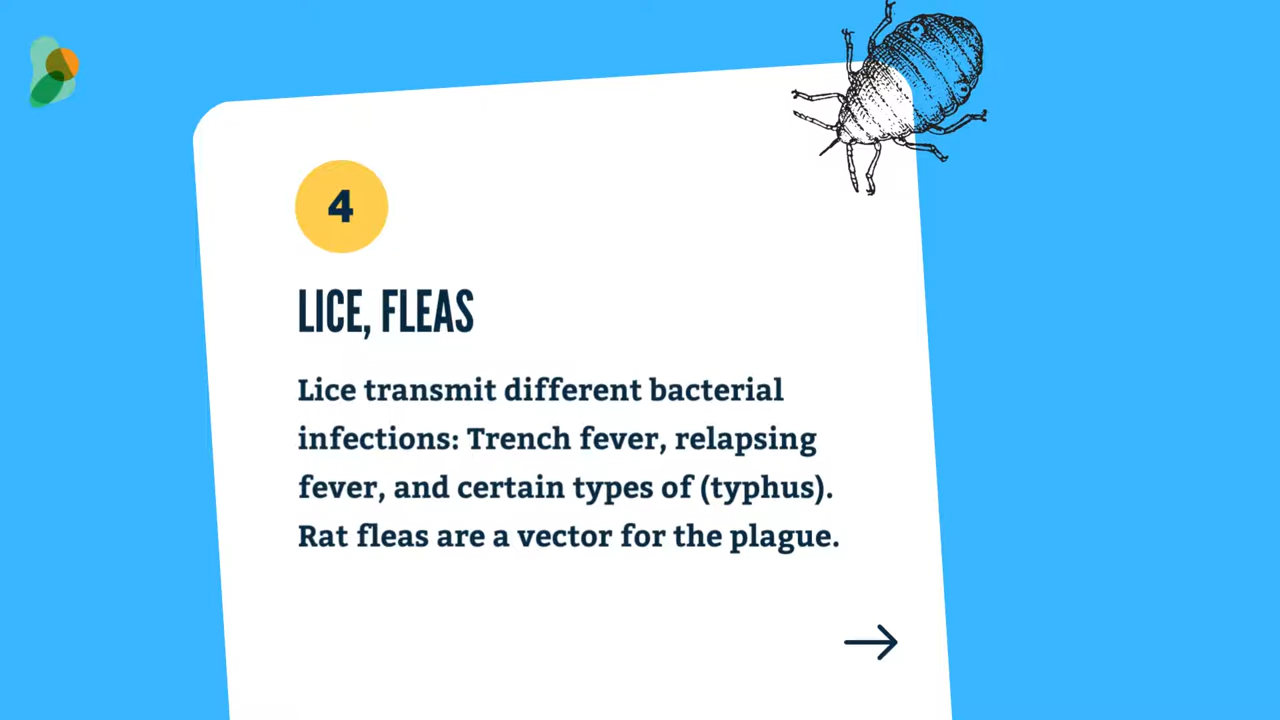 4
LICE, FLEAS
Lice transmit different bacterial
infections: Trench fever, relapsing
fever, and certain types of (typhus).
Rat fleas are a vector for the plague.